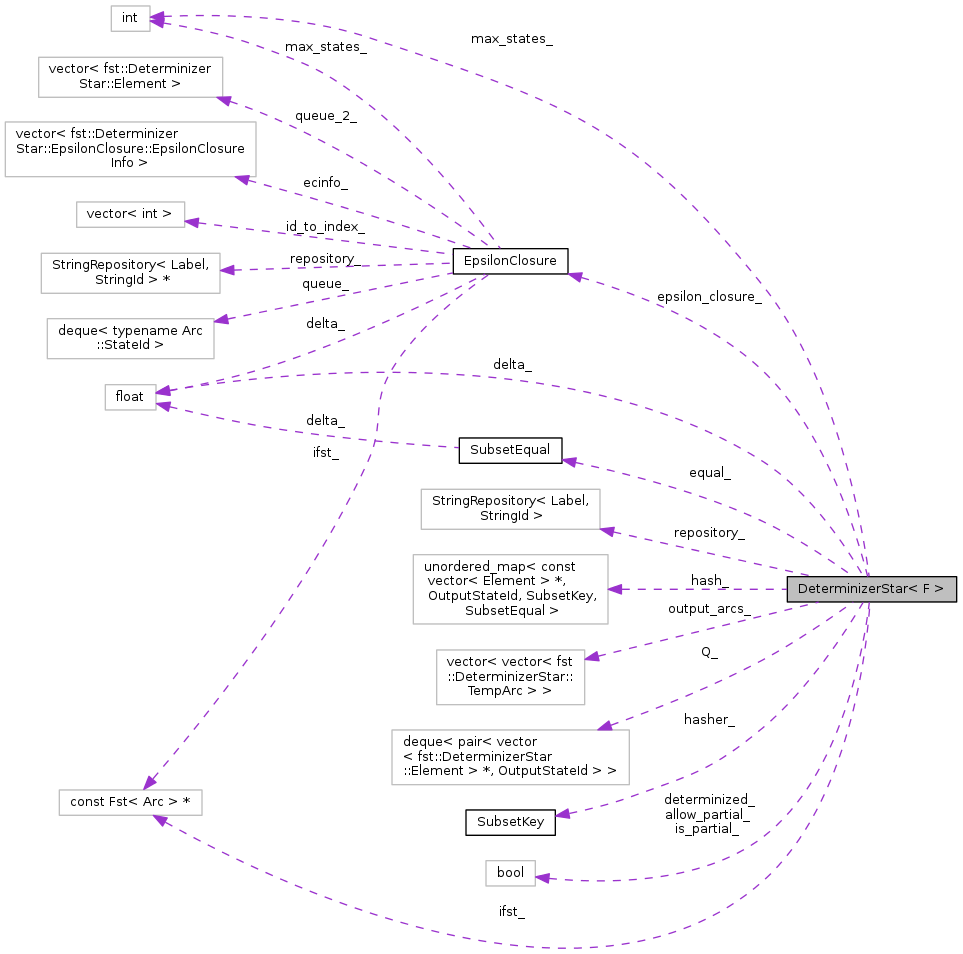 int
max_states_
max_states_
vector< fst::Determinizer
Star::Element >
queue_2_
vector< fst::Determinizer
Star::EpsilonClosure::EpsilonClosure
Info >
ecinfo_
vector< int >
id_to_index_
StringRepository< Label,
StringId > *
repository_
EpsilonClosure
queue_
epsilon_closure_
deque< typename Arc
::StateId >
delta_
float
delta_
delta_
SubsetEqual
ifst_
equal_
StringRepository< Label,
StringId >
repository_
unordered_map< const
vector< Element > *,
OutputStateId, SubsetKey,
SubsetEqual >
hash_
DeterminizerStar< F >
output_arcs_
vector< vector< fst
::DeterminizerStar::
TempArc > >
Q_
deque< pair< vector
< fst::DeterminizerStar
::Element > *, OutputStateId > >
hasher_
const Fst< Arc > *
SubsetKey
determinized_
allow_partial_
is_partial_
bool
ifst_